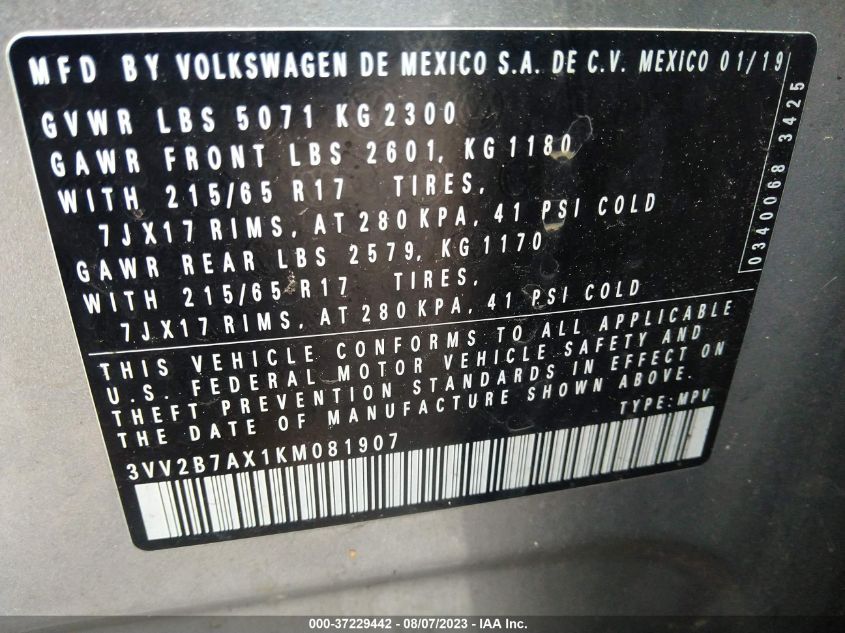 MFD BY VOLKSWAGEN DE MEXICO S.A. DE C.V. MEXICO 01/19
GVWR LBS 5071 KG 2300
GAWR FRONT LBS 2601, KG 1180
WITH 215/65 R17 TIRES,
7JX17 RIMS, AT 280 KPA, 41 PSI COLD
GAWR REAR LBS 2579, KG 1170
WITH 215/65 R17 TIRES,
7JX17 RIMS, AT 280 KPA, 41 PSI COLD
0340068 3425
THIS VEHICLE CONFORMS TO ALL APPLICABLE
U.S. FEDERAL MOTOR VEHICLE SAFETY AND
THEFT PREVENTION STANDARDS IN EFFECT ON
THE DATE OF MANUFACTURE SHOWN ABOVE.
3VV2B7AX1KM081907 TYPE: MPV
000-37229442 - 08/07/2023 - IAA Inc.